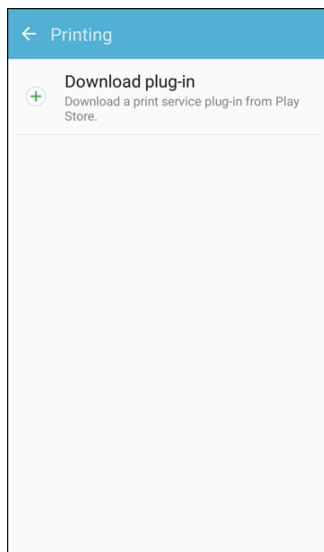 Printing
Download plug-in
Download a print service plug-in from Play
Store.